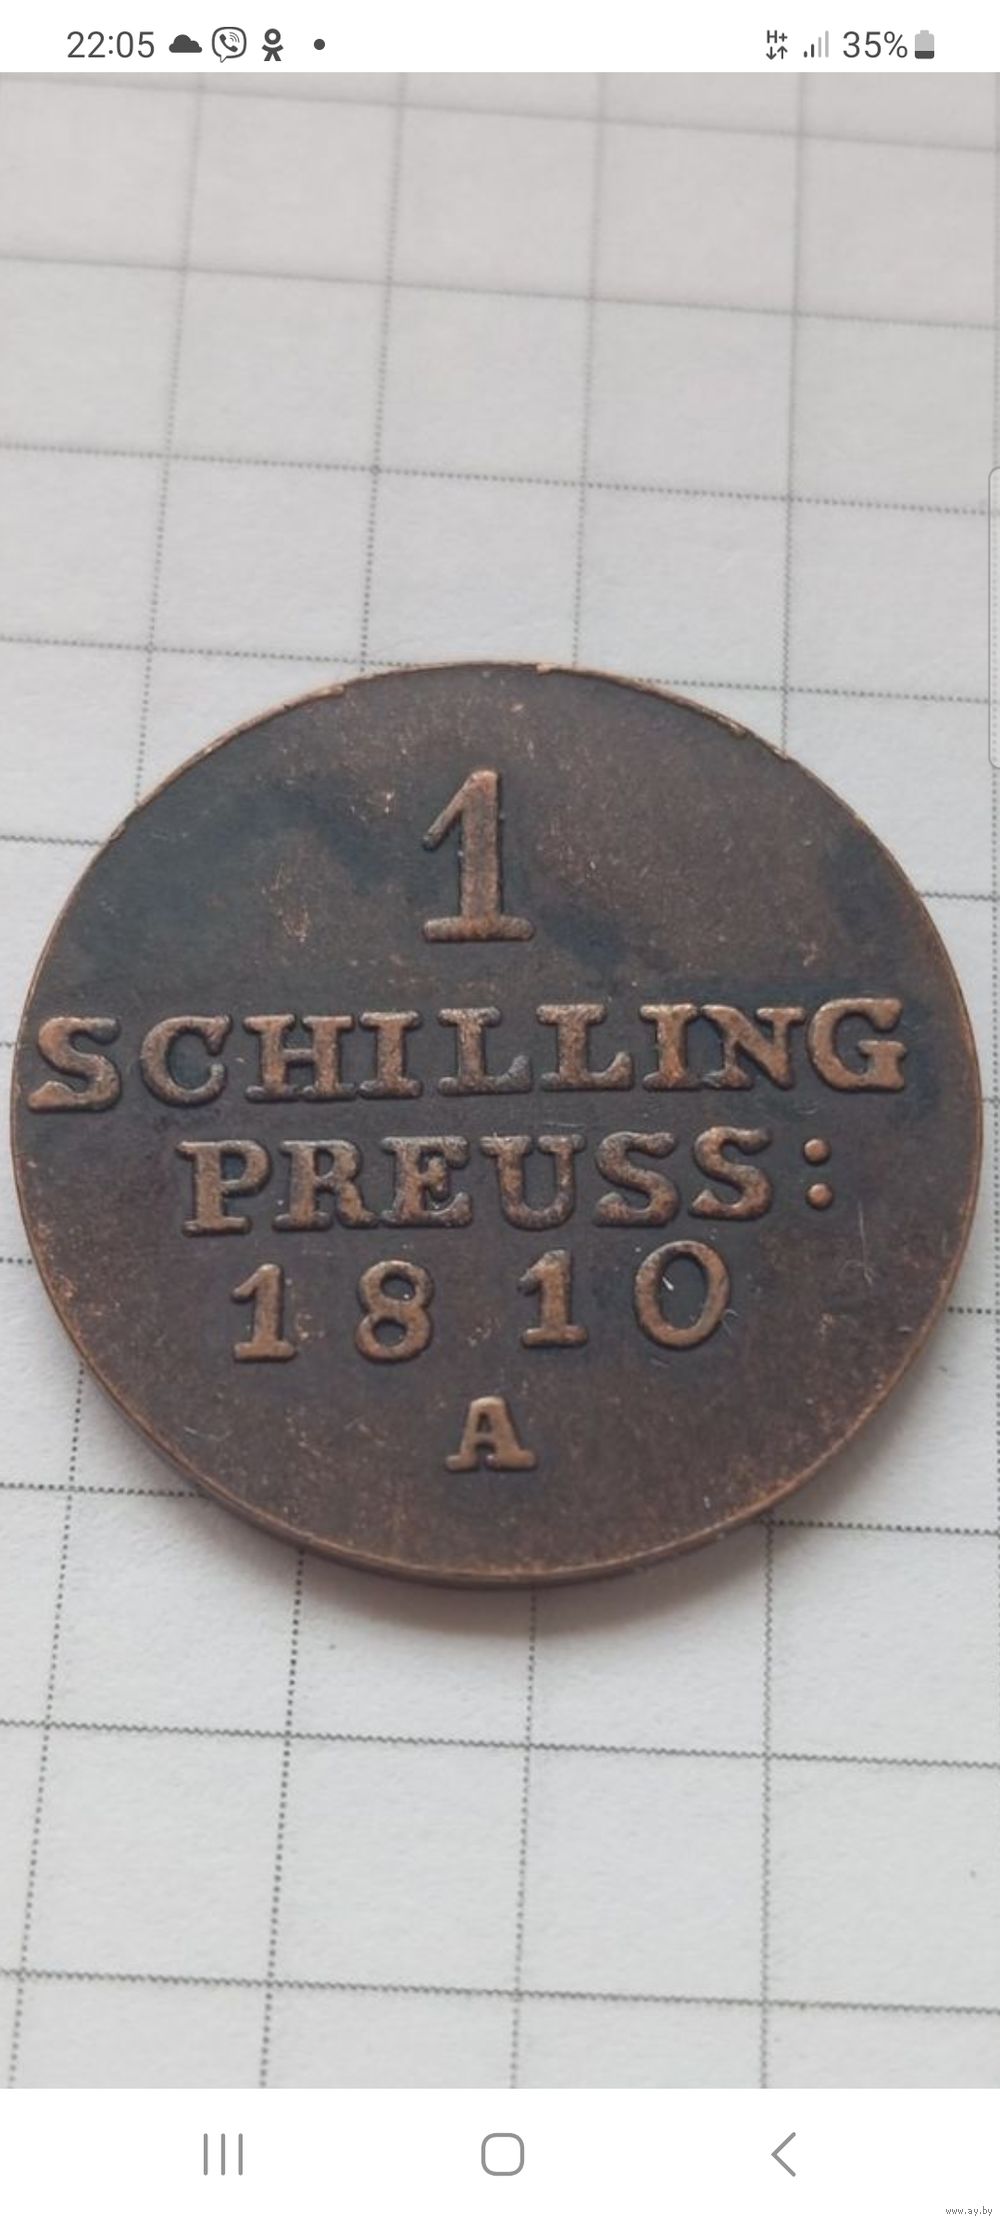 22:05
H+
35%
1
SCHILLING
PREUSS:
1810
A
www.ay.by